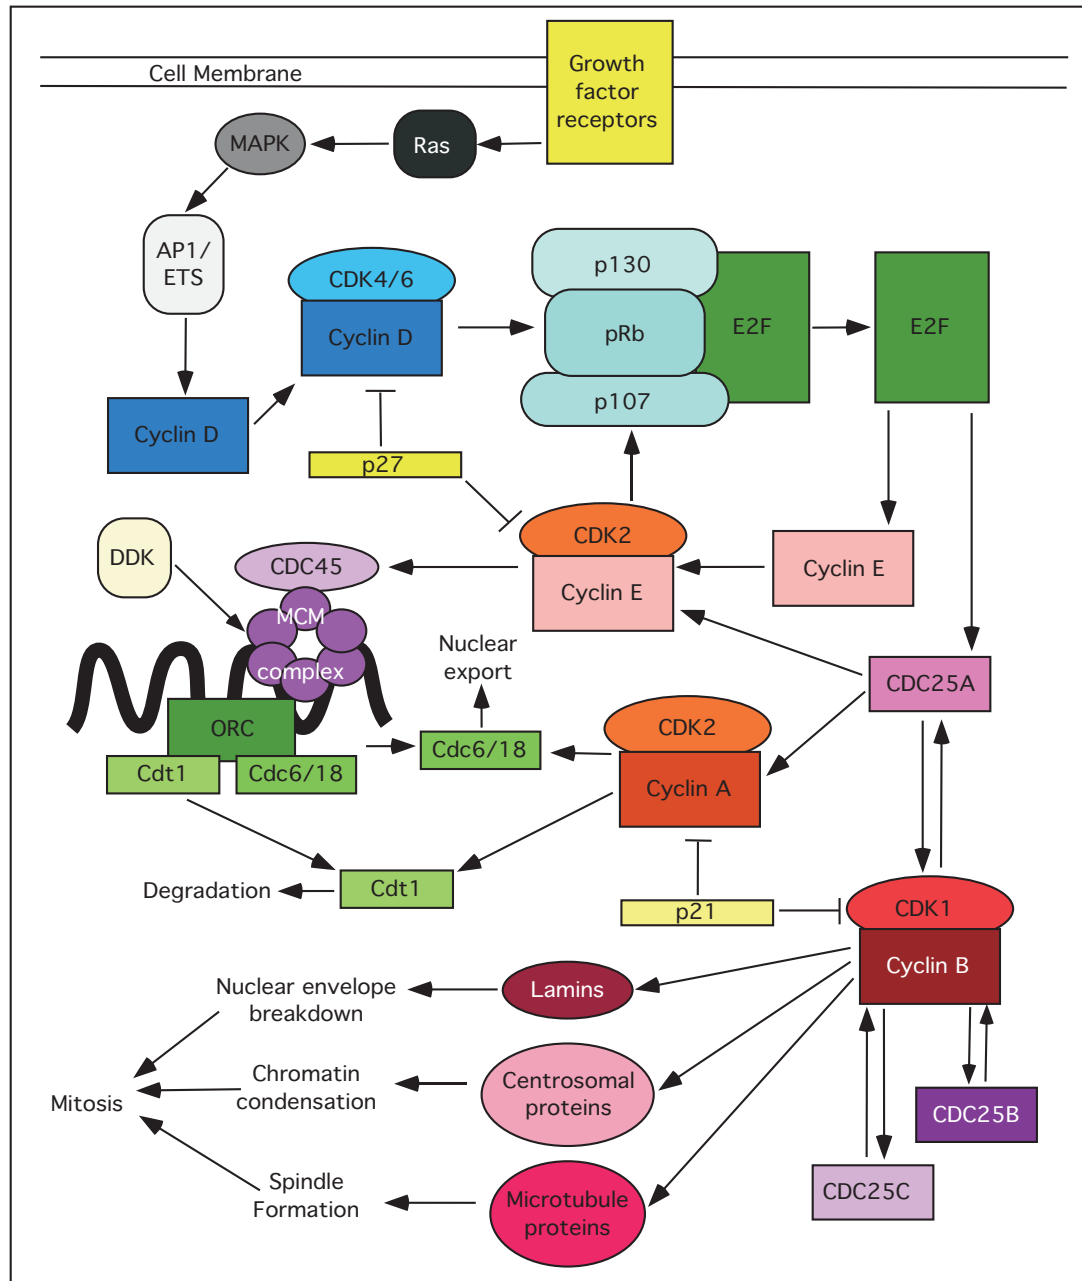 Cell Membrane
Growth
factor
receptors
MAPK
Ras
AP1/
ETS
CDK4/6
Cyclin D
p130
pRb
p107
E2F
E2F
Cyclin D
p27
CDK2
Cyclin E
Cyclin E
DDK
CDC45
MCM
complex
Nuclear
export
CDC25A
ORC
Cdt1
Cdc6/18
Cdc6/18
CDK2
Cyclin A
Degradation
Cdt1
p21
CDK1
Cyclin B
Nuclear envelope
breakdown
Lamins
Mitosis
Chromatin
condensation
Centrosomal
proteins
CDC25B
Spindle
Formation
Microtubule
proteins
CDC25C